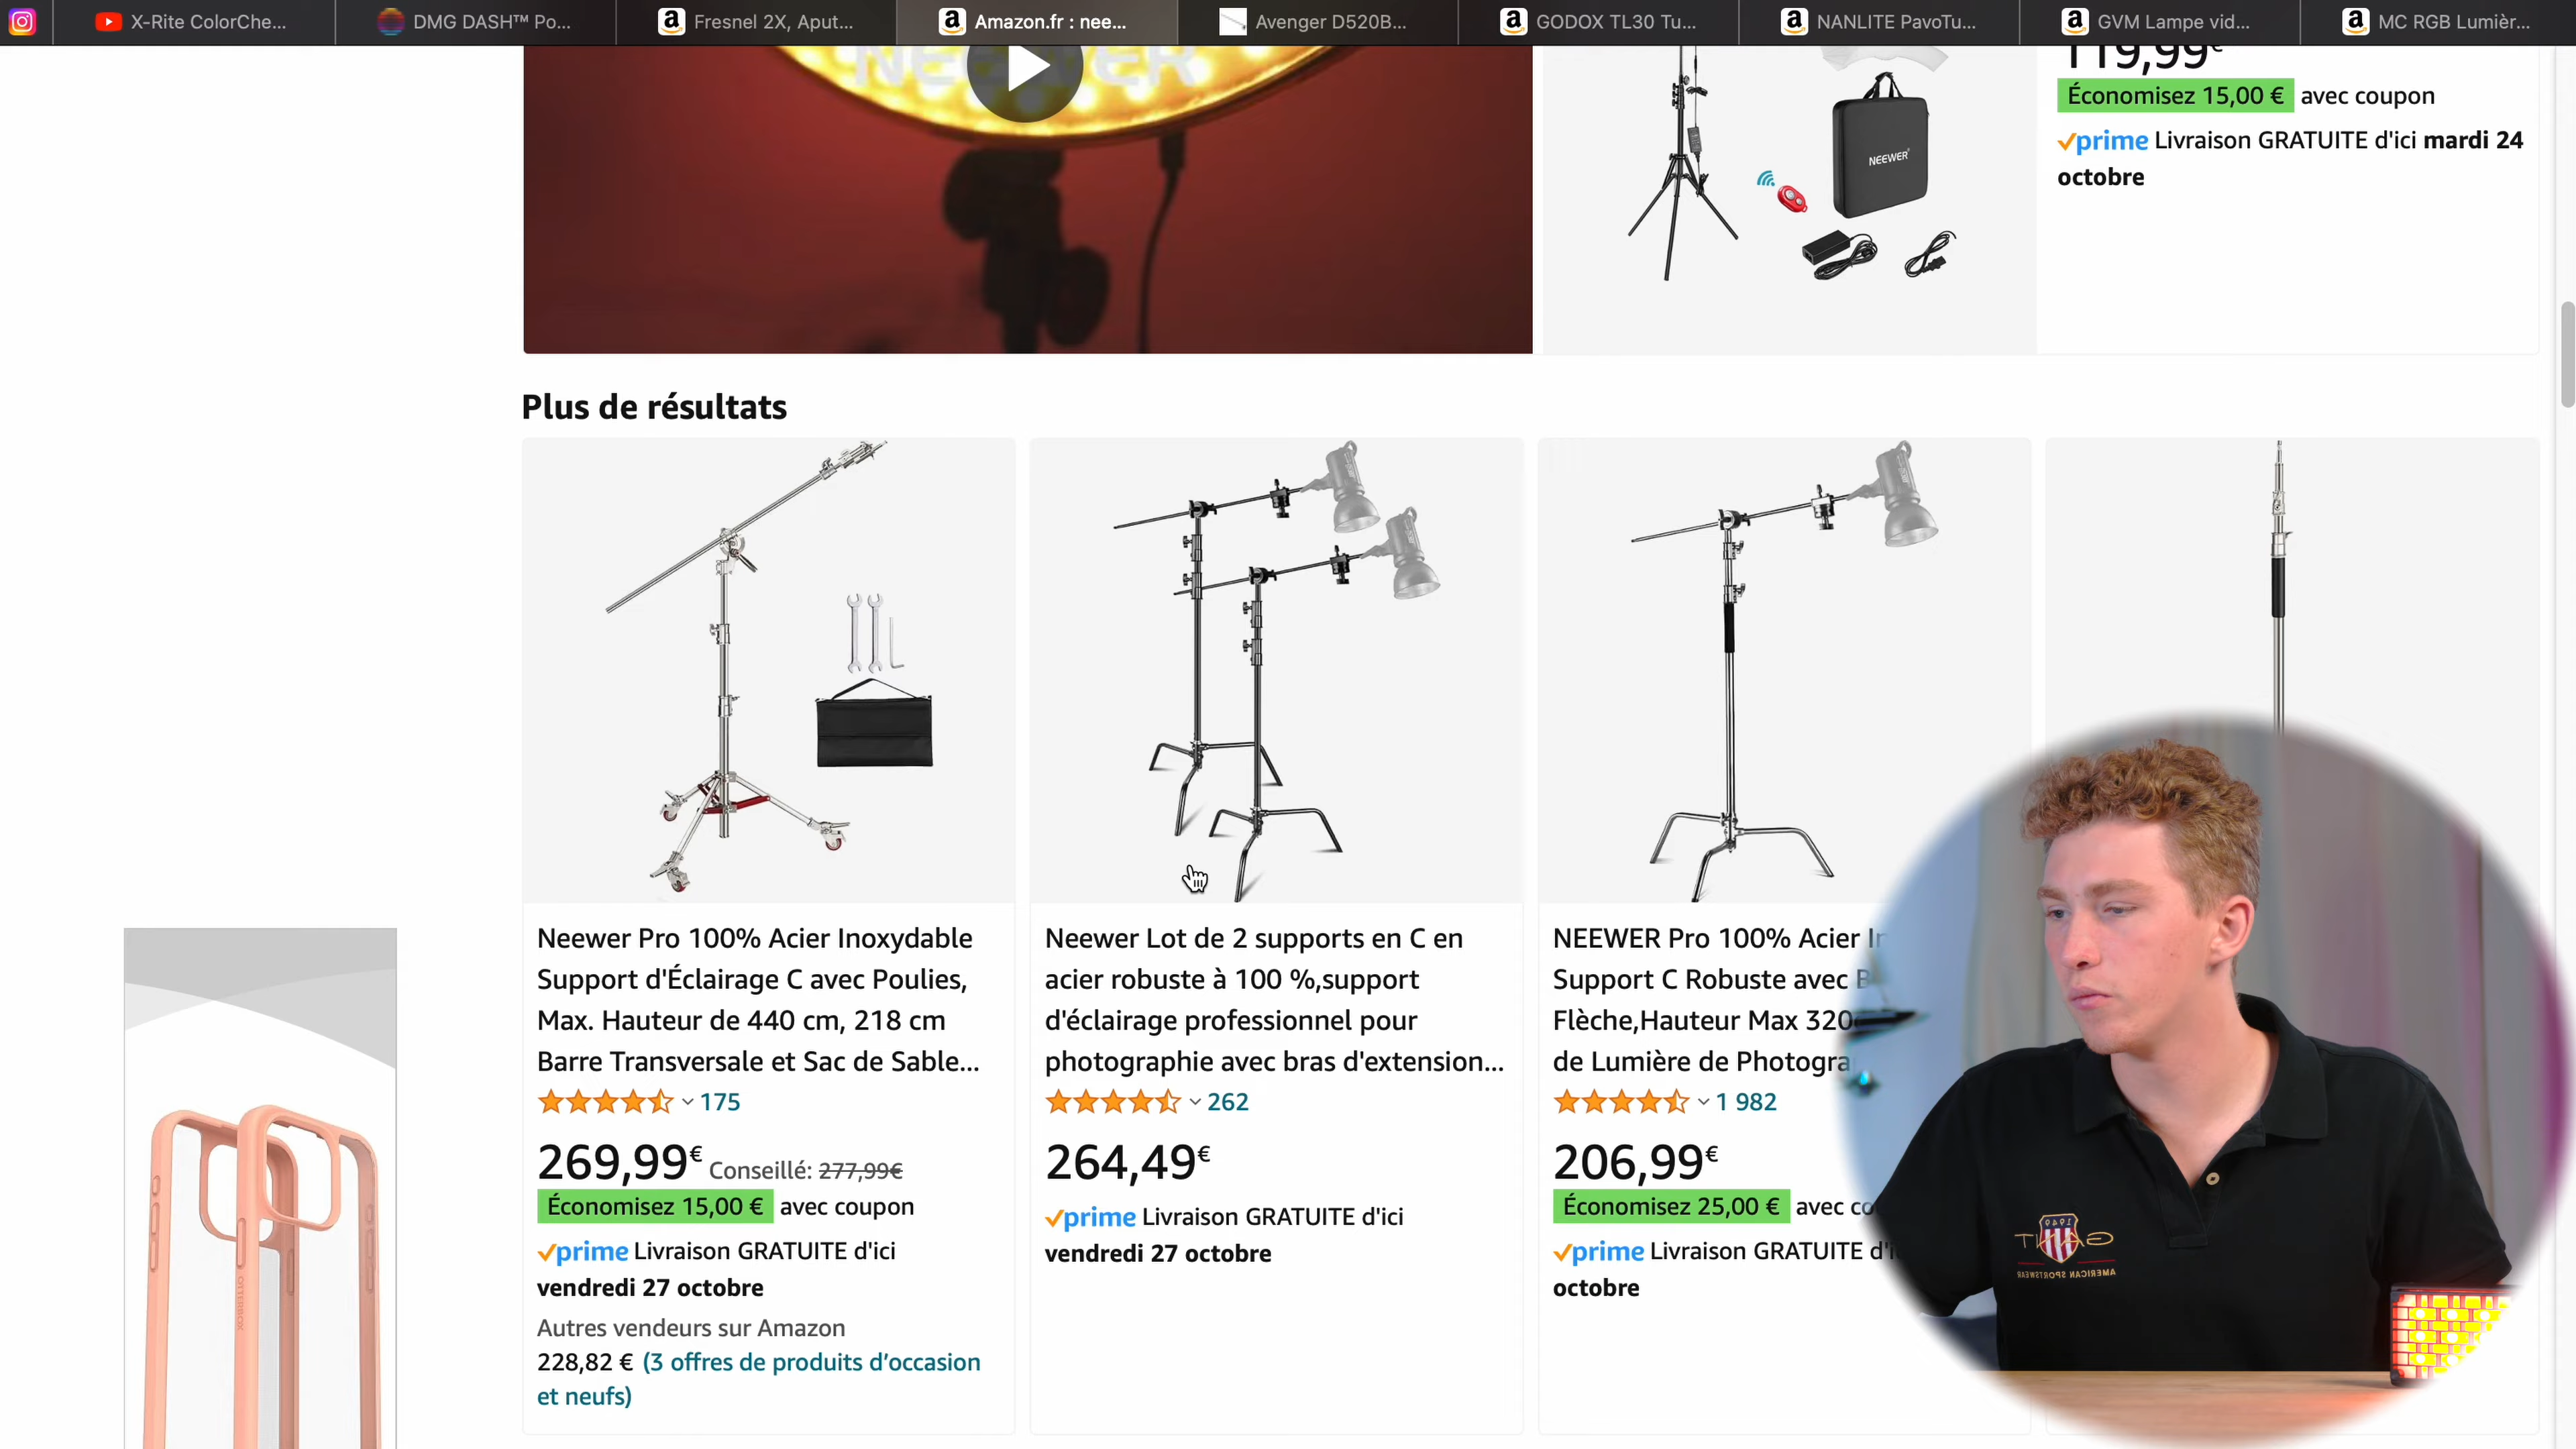 X-Rite ColorChe...
DMG DASH™ Po...
Fresnel 2X, Aput...
Amazon.fr : nee...
Avenger D520B...
GODOX TL30 Tu...
NANLITE PavoTu...
GVM Lampe vid...
MC RGB Lumièr...
NEEWER
NEEWER
119,99€
Économisez 15,00 € avec coupon
prime Livraison GRATUITE d'ici mardi 24
octobre
Plus de résultats
Neewer Pro 100% Acier Inoxydable
Support d'Éclairage C avec Poulies,
Max. Hauteur de 440 cm, 218 cm
Barre Transversale et Sac de Sable...
175
269,99€ Conseillé: 277,99€
Économisez 15,00 € avec coupon
prime Livraison GRATUITE d'ici
vendredi 27 octobre
Autres vendeurs sur Amazon
228,82 € (3 offres de produits d’occasion
et neufs)
Neewer Lot de 2 supports en C en
acier robuste à 100 %,support
d'éclairage professionnel pour
photographie avec bras d'extension...
262
264,49€
prime Livraison GRATUITE d'ici
vendredi 27 octobre
NEEWER Pro 100% Acier
Support C Robuste avec
Flèche,Hauteur Max 320
de Lumière de Photogra
1 982
206,99€
Économisez 25,00 € avec co
prime Livraison GRATUITE d'i
octobre
1949
GANT
AMERICAN SPORTSWEAR
OTTERBOX